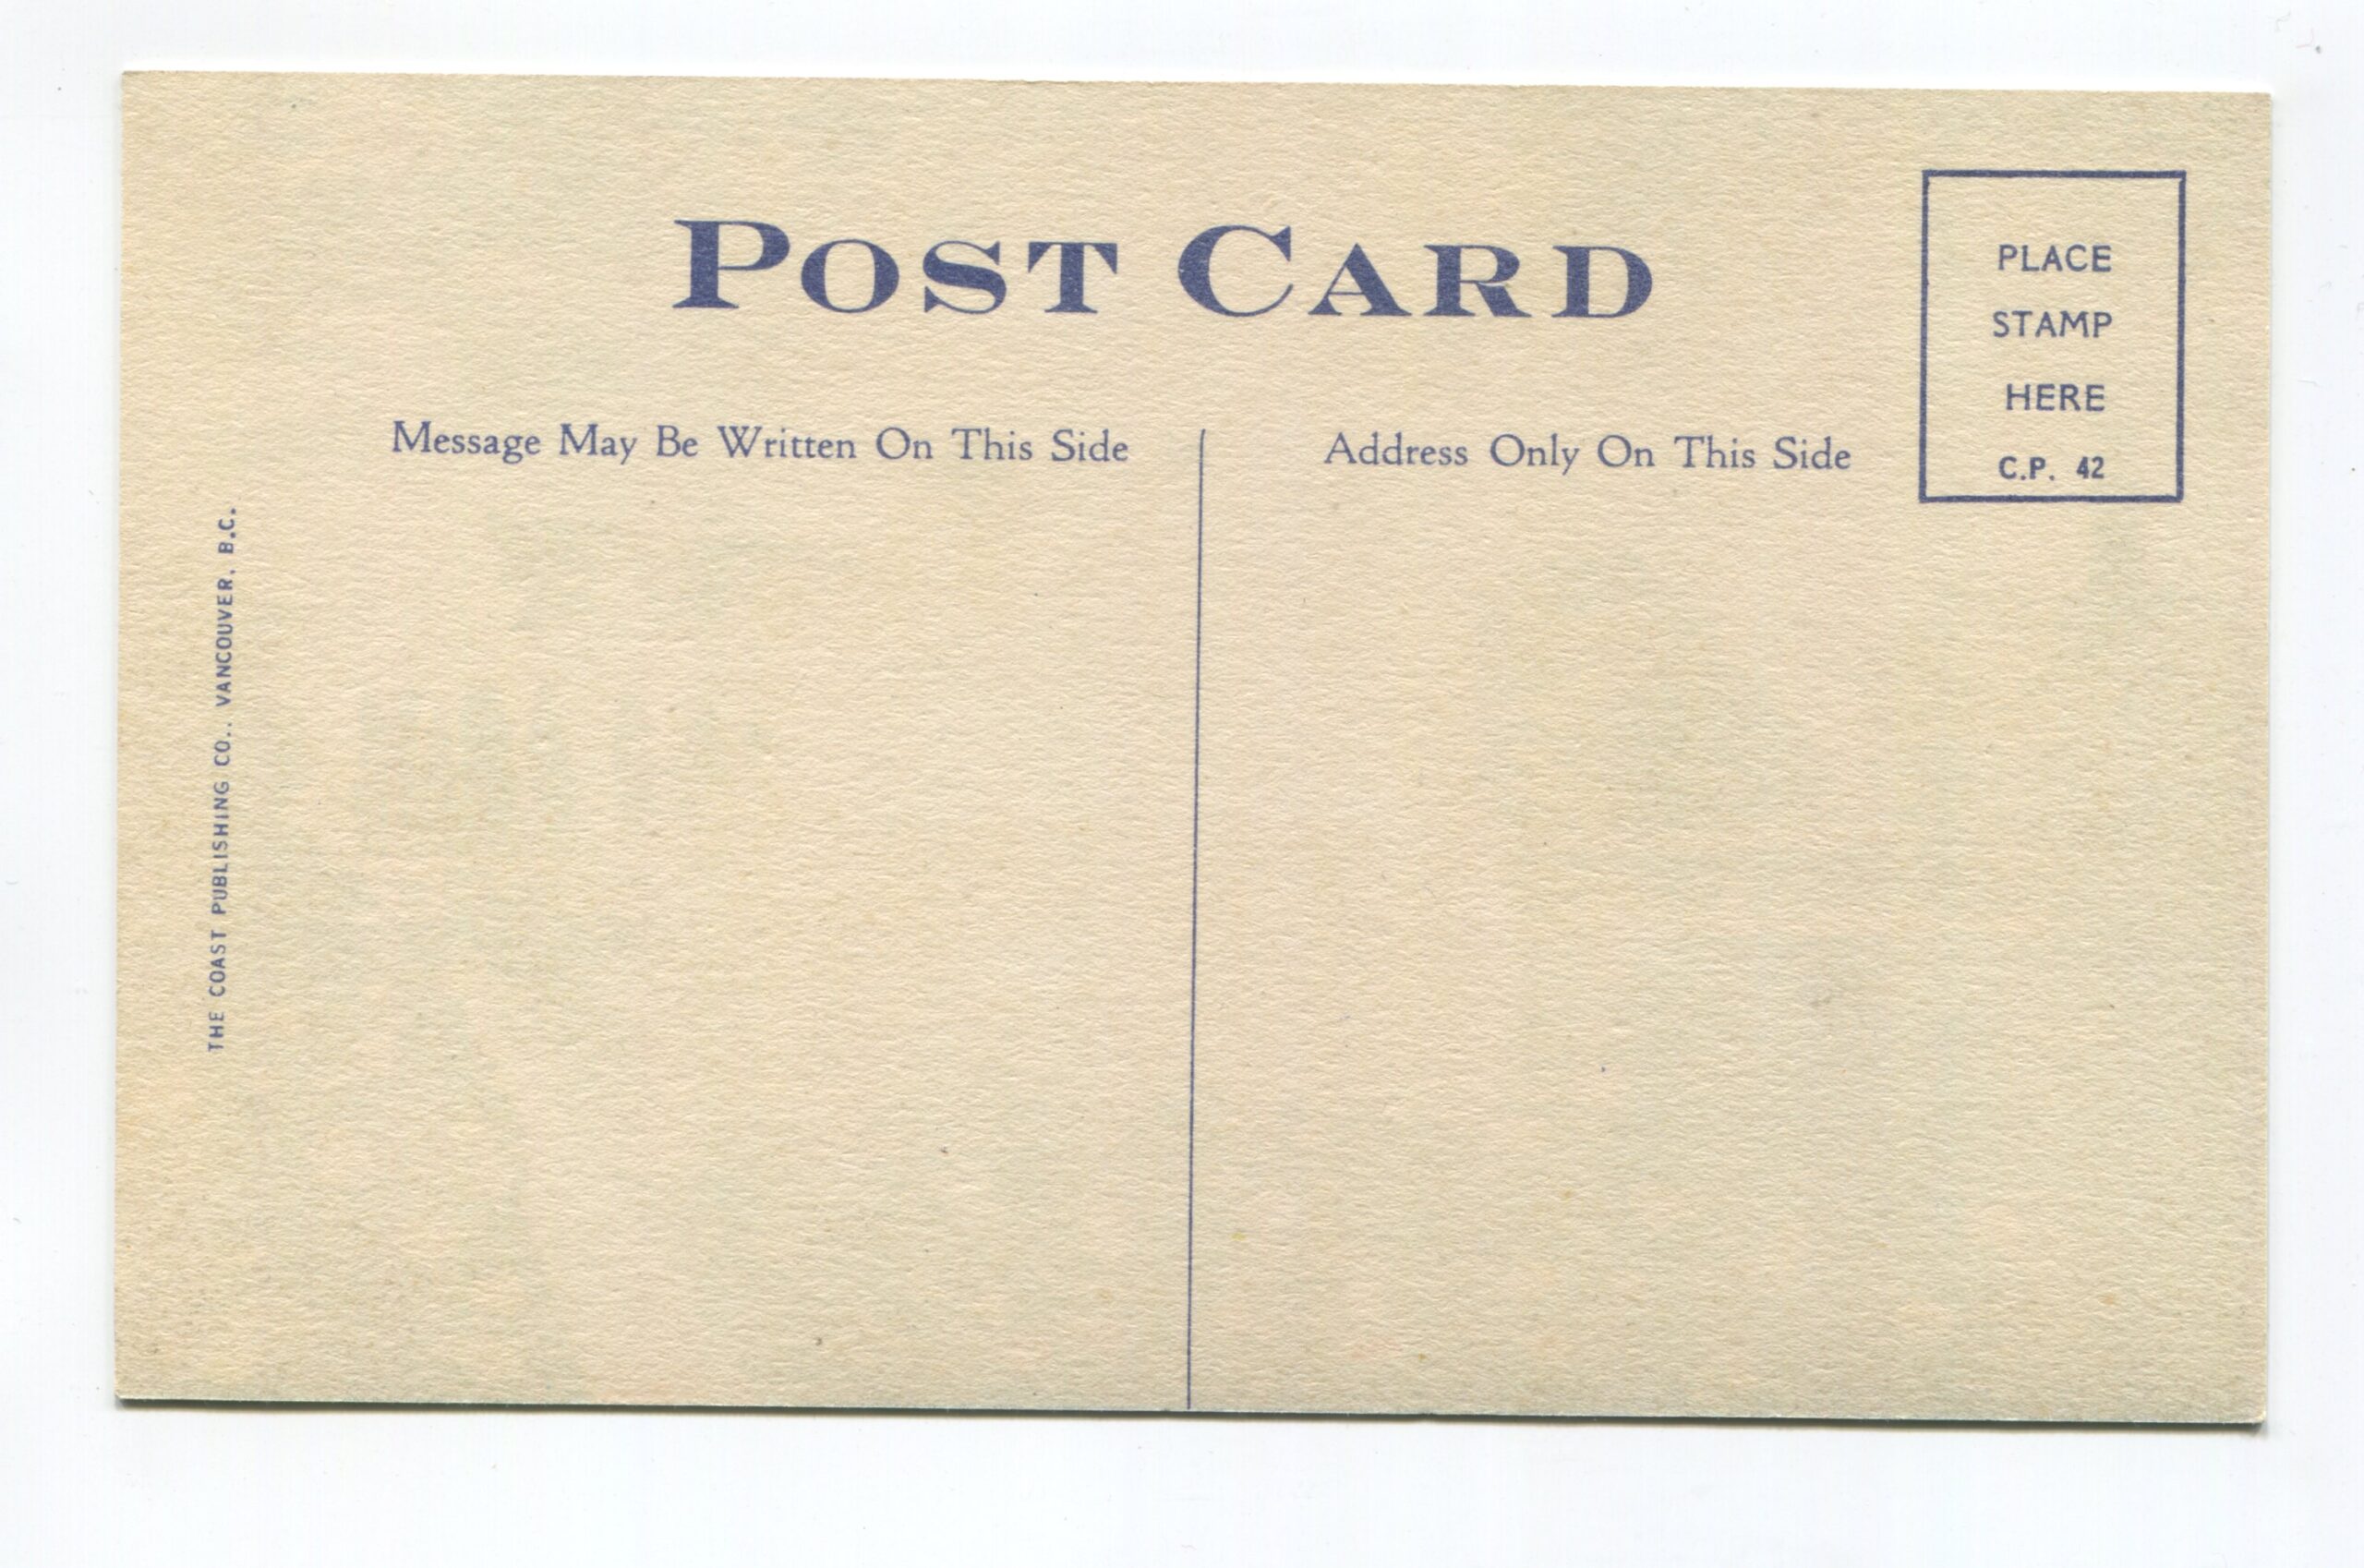 POST CARD
PLACE
STAMP
HERE
C.P. 42
Message May Be Written On This Side
Address Only On This Side
THE COAST PUBLISHING CO., VANCOUVER, B.C.